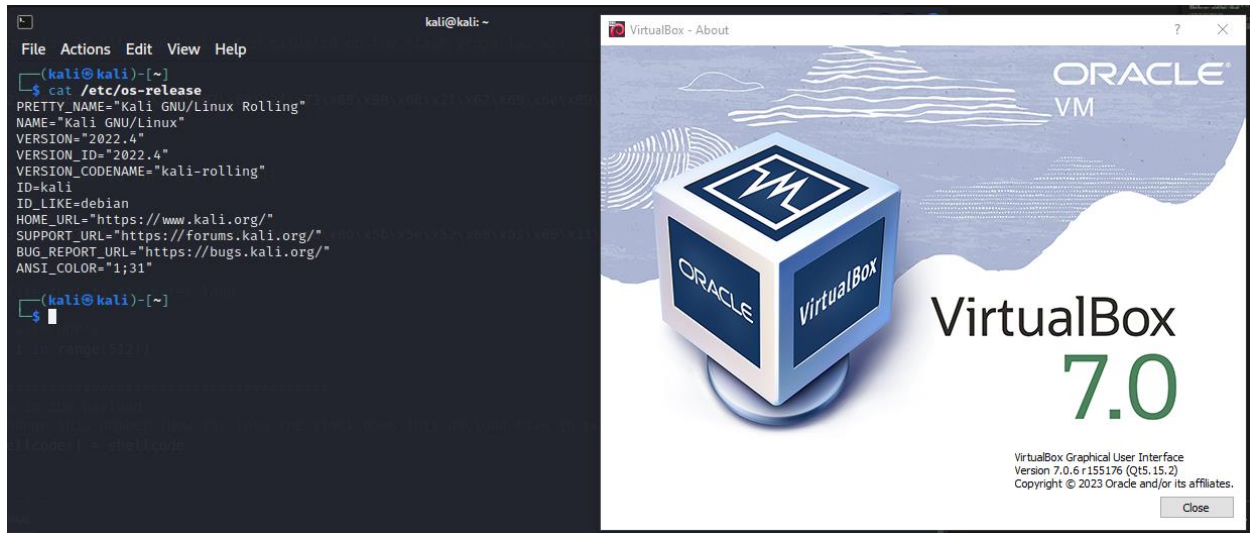 kali@kali: ~
File Actions Edit View Help
┌──(kali㉿kali)-[~]
└─$ cat /etc/os-release
PRETTY_NAME="Kali GNU/Linux Rolling"
NAME="Kali GNU/Linux"
VERSION="2022.4"
VERSION_ID="2022.4"
VERSION_CODENAME="kali-rolling"
ID=kali
ID_LIKE=debian
HOME_URL="https://www.kali.org/"
SUPPORT_URL="https://forums.kali.org/"
BUG_REPORT_URL="https://bugs.kali.org/"
ANSI_COLOR="1;31"
┌──(kali㉿kali)-[~]
└─$
VirtualBox - About
? ×
ORACLE
VM
ORACLE
VirtualBox
VirtualBox
7.0
VirtualBox Graphical User Interface
Version 7.0.6 r155176 (Qt5.15.2)
Copyright © 2023 Oracle and/or its affiliates.
Close